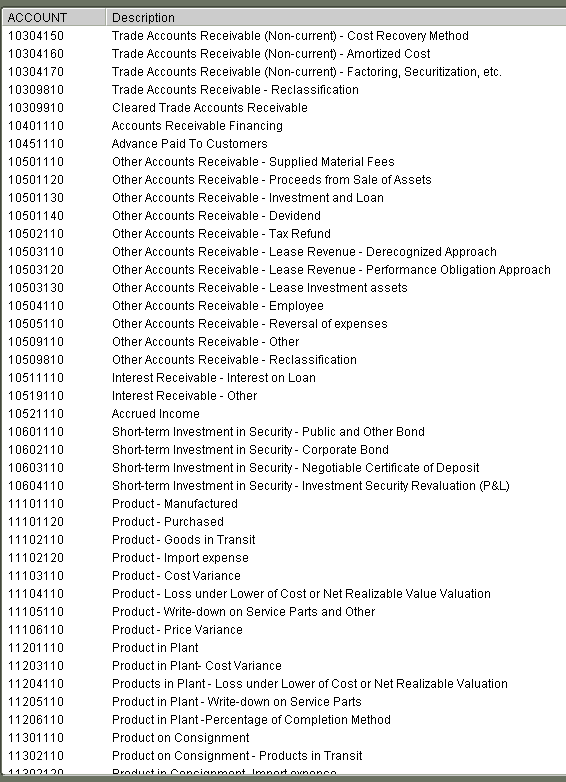 ACCOUNT Description
10304150 Trade Accounts Receivable (Non-current) - Cost Recovery Method
10304160 Trade Accounts Receivable (Non-current) - Amortized Cost
10304170 Trade Accounts Receivable (Non-current) - Factoring, Securitization, etc.
10309810 Trade Accounts Receivable - Reclassification
10309910 Cleared Trade Accounts Receivable
10401110 Accounts Receivable Financing
10451110 Advance Paid To Customers
10501110 Other Accounts Receivable - Supplied Material Fees
10501120 Other Accounts Receivable - Proceeds from Sale of Assets
10501130 Other Accounts Receivable - Investment and Loan
10501140 Other Accounts Receivable - Devidend
10502110 Other Accounts Receivable - Tax Refund
10503110 Other Accounts Receivable - Lease Revenue - Derecognized Approach
10503120 Other Accounts Receivable - Lease Revenue - Performance Obligation Approach
10503130 Other Accounts Receivable - Lease Investment assets
10504110 Other Accounts Receivable - Employee
10505110 Other Accounts Receivable - Reversal of expenses
10509110 Other Accounts Receivable - Other
10509810 Other Accounts Receivable - Reclassification
10511110 Interest Receivable - Interest on Loan
10519110 Interest Receivable - Other
10521110 Accrued Income
10601110 Short-term Investment in Security - Public and Other Bond
10602110 Short-term Investment in Security - Corporate Bond
10603110 Short-term Investment in Security - Negotiable Certificate of Deposit
10604110 Short-term Investment in Security - Investment Security Revaluation (P&L)
11101110 Product - Manufactured
11101120 Product - Purchased
11102110 Product - Goods in Transit
11102120 Product - Import expense
11103110 Product - Cost Variance
11104110 Product - Loss under Lower of Cost or Net Realizable Value Valuation
11105110 Product - Write-down on Service Parts and Other
11106110 Product - Price Variance
11201110 Product in Plant
11203110 Product in Plant- Cost Variance
11204110 Products in Plant - Loss under Lower of Cost or Net Realizable Valuation
11205110 Product in Plant - Write-down on Service Parts
11206110 Product in Plant -Percentage of Completion Method
11301110 Product on Consignment
11302110 Product on Consignment - Products in Transit
11302120 Product in Consignment- Import expense